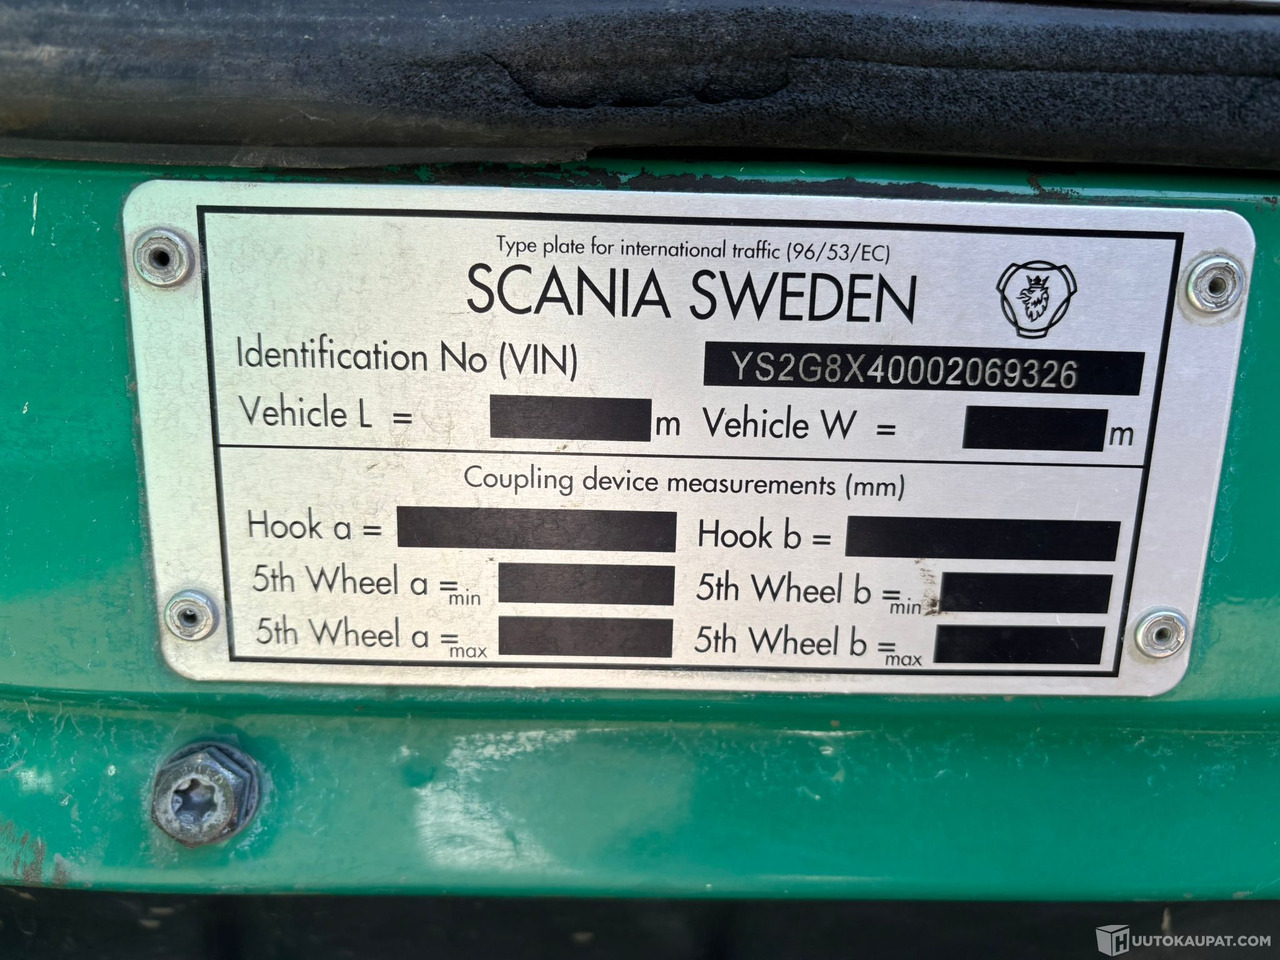 Type plate for international traffic (96/53/EC)
SCANIA SWEDEN
Identification No (VIN) YS2G8X40002069326
Vehicle L = m Vehicle W = m
Coupling device measurements (mm)
Hook a = Hook b =
5th Wheel a =min 5th Wheel b =min
5th Wheel a =max 5th Wheel b =max
HUUTOKAUPAT.COM